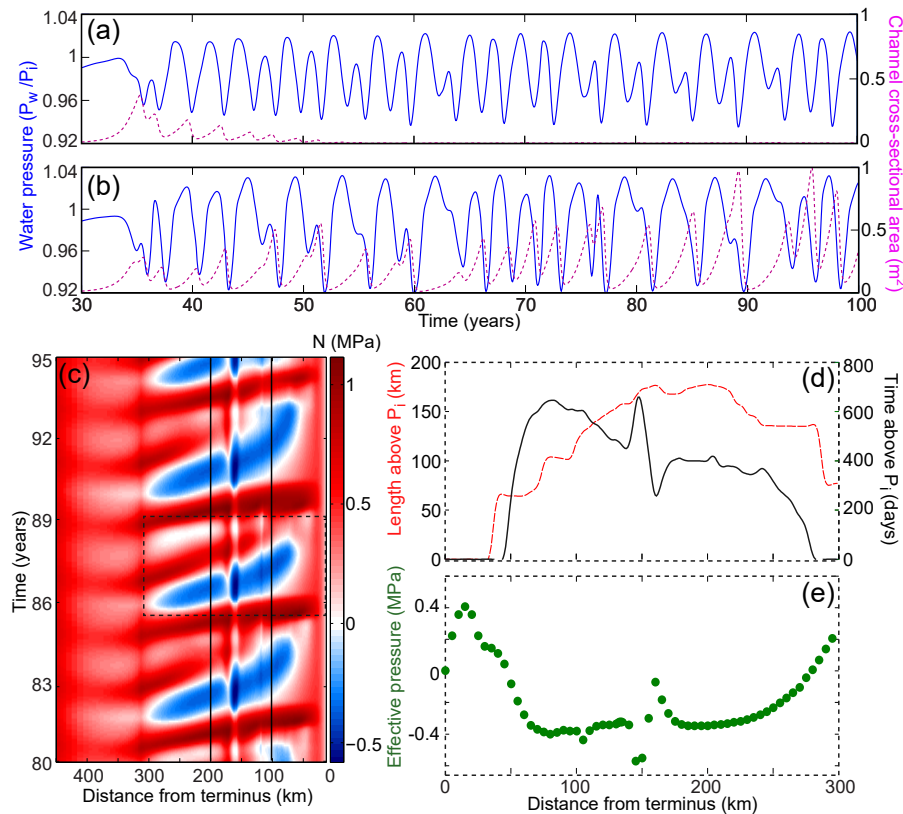 (a)
1.04
1
0.96
0.92
1
0.5
0
Water pressure (Pw/Pi)
Channel cross-sectional area (m²)
(b)
1.04
1
0.96
0.92
1
0.5
0
30 40 50 60 70 80 90 100
Time (years)
N (MPa)
(c)
95
92
89
86
83
80
Time (years)
400 300 200 100 0
Distance from terminus (km)
1
0.5
0
-0.5
(d)
200
150
100
50
0
Length above Pi (km)
800
600
400
200
0
Time above Pi (days)
(e)
0.4
0
-0.4
Effective pressure (MPa)
0 100 200 300
Distance from terminus (km)